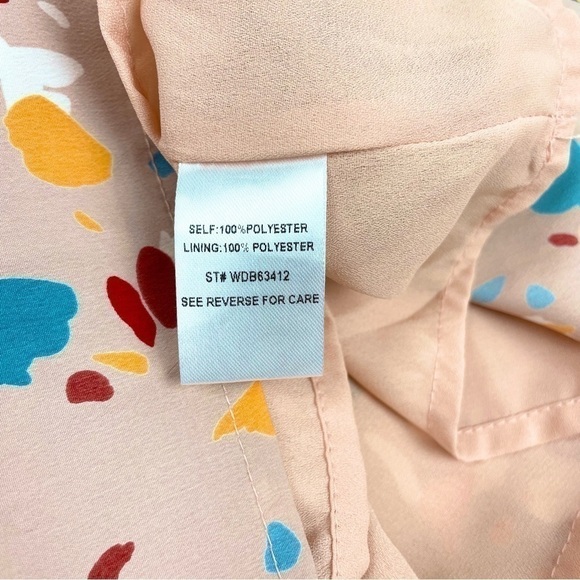 SELF:100%POLYESTER
LINING:100% POLYESTER
ST# WDB63412
SEE REVERSE FOR CARE